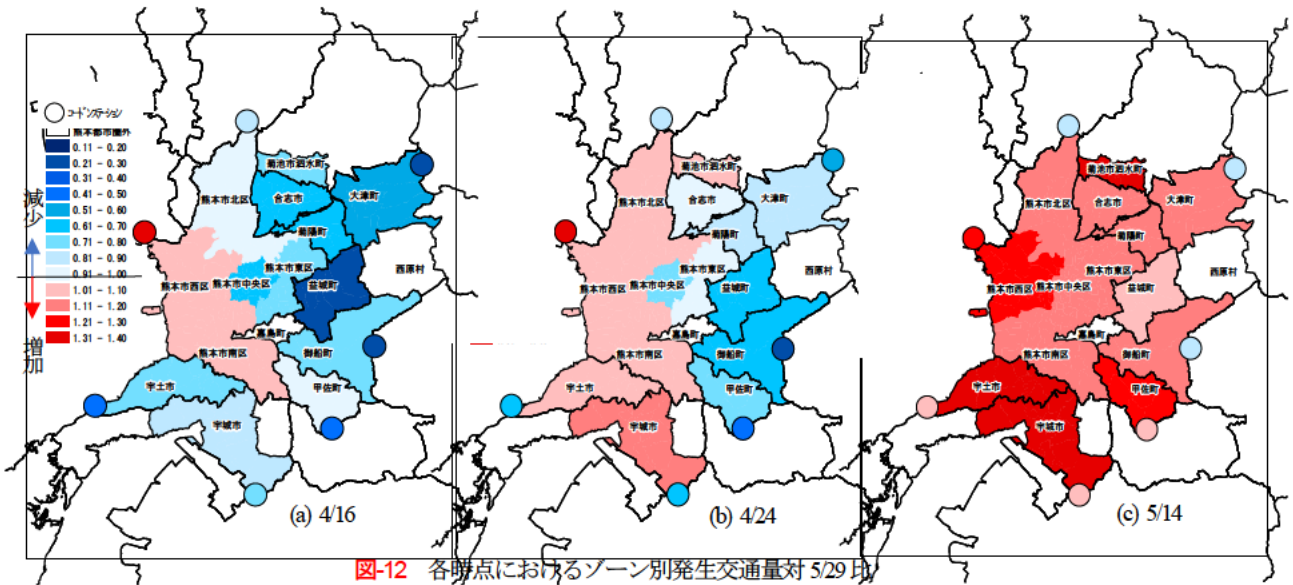 コードンステーション
熊本都市圏外
0.11 - 0.20
0.21 - 0.30
0.31 - 0.40
0.41 - 0.50
0.51 - 0.60
0.61 - 0.70
0.71 - 0.80
0.81 - 0.90
0.91 - 1.00
1.01 - 1.10
1.11 - 1.20
1.21 - 1.30
1.31 - 1.40
減少
増加
菊池市泗水町
熊本市北区
合志市
大津町
菊陽町
熊本市東区
西原村
熊本市西区
熊本市中央区
益城町
嘉島町
御船町
熊本市南区
甲佐町
宇土市
宇城市
(a) 4/16
菊池市泗水町
熊本市北区
合志市
大津町
菊陽町
熊本市東区
西原村
熊本市西区
熊本市中央区
益城町
嘉島町
御船町
熊本市南区
甲佐町
宇土市
宇城市
(b) 4/24
菊池市泗水町
熊本市北区
合志市
大津町
菊陽町
熊本市東区
西原村
熊本市西区
熊本市中央区
益城町
嘉島町
御船町
熊本市南区
甲佐町
宇土市
宇城市
(c) 5/14
図-12 各時点におけるゾーン別発生交通量対 5/29 比